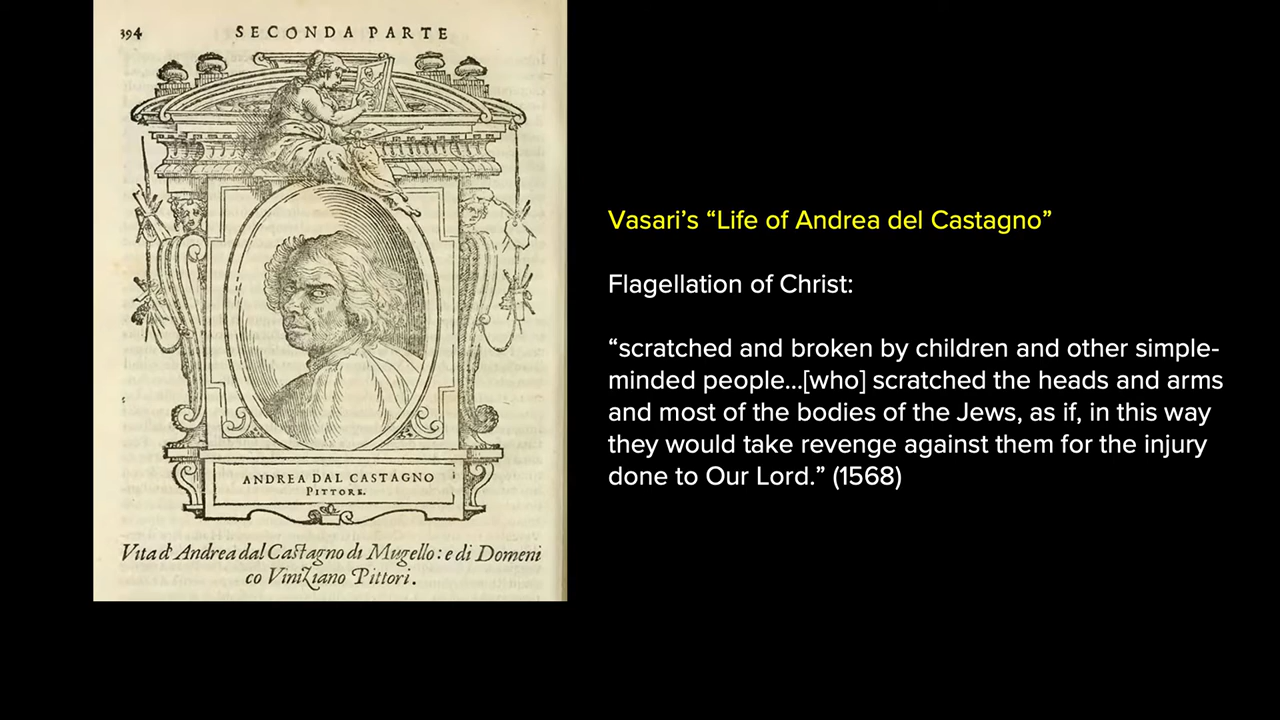 394
SECONDA PARTE
ANDREA DAL CASTAGNO
PITTORE.
Vita d' Andrea dal Castagno di Mugello : e di Domeni
co Viniziano Pittori.
Vasari’s “Life of Andrea del Castagno”
Flagellation of Christ:
“scratched and broken by children and other simple-
minded people...[who] scratched the heads and arms
and most of the bodies of the Jews, as if, in this way
they would take revenge against them for the injury
done to Our Lord.” (1568)